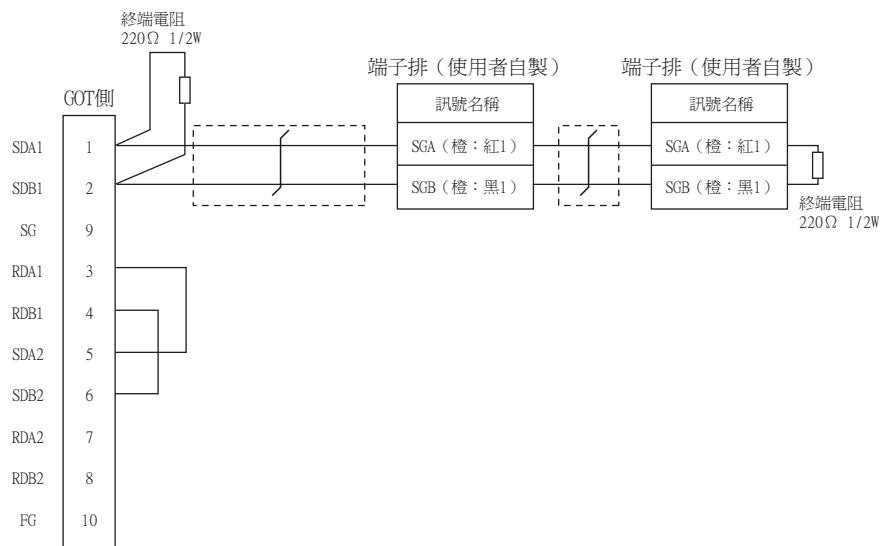 終端電阻
220Ω 1/2W
GOT側
端子排（使用者自製）
端子排（使用者自製）
訊號名稱
訊號名稱
SDA1 1
SGA（橙：紅1）
SGA（橙：紅1）
SDB1 2
SGB（橙：黑1）
SGB（橙：黑1）
終端電阻
220Ω 1/2W
SG 9
RDA1 3
RDB1 4
SDA2 5
SDB2 6
RDA2 7
RDB2 8
FG 10